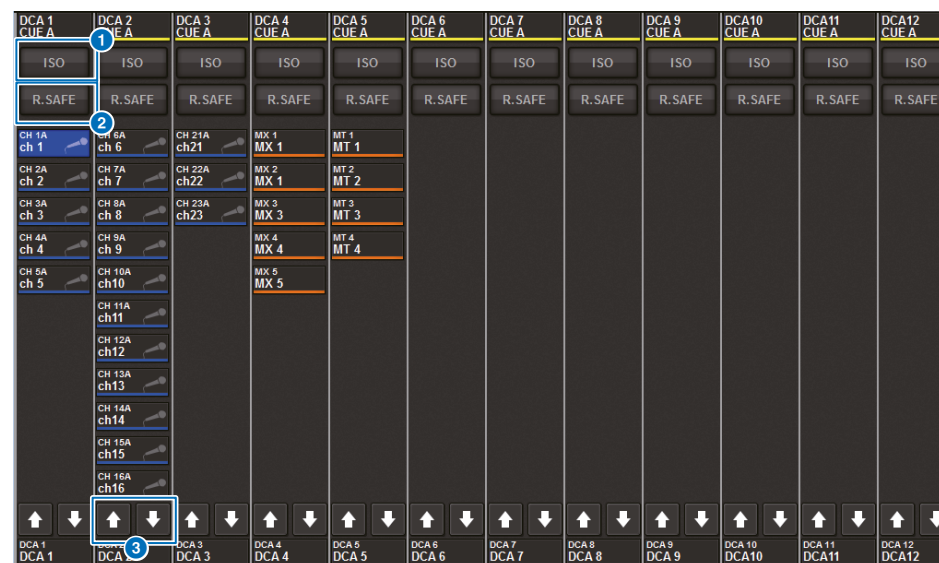 DCA 1 DCA 2 DCA 3 DCA 4 DCA 5 DCA 6 DCA 7 DCA 8 DCA 9 DCA10 DCA11 DCA12
CUE A CUE A CUE A CUE A CUE A CUE A CUE A CUE A CUE A CUE A CUE A
1
ISO ISO ISO ISO ISO ISO ISO ISO ISO ISO ISO ISO
R.SAFE R.SAFE R.SAFE R.SAFE R.SAFE R.SAFE R.SAFE R.SAFE R.SAFE R.SAFE R.SAFE R.SAFE
2
CH 1A CH 6A CH 21A MX 1 MT 1
ch 1 ch 6 ch21 MX 1 MT 1
CH 2A CH 7A CH 22A MX 2 MT 2
ch 2 ch 7 ch22 MX 1 MT 2
CH 3A CH 8A CH 23A MX 3 MT 3
ch 3 ch 8 ch23 MX 3 MT 3
CH 4A CH 9A MX 4 MT 4
ch 4 ch 9 MX 4 MT 4
CH 5A CH 10A MX 5
ch 5 ch10 MX 5
CH 11A
ch11
CH 12A
ch12
CH 13A
ch13
CH 14A
ch14
CH 15A
ch15
CH 16A
ch16
3
DCA 1 DCA 3 DCA 4 DCA 5 DCA 6 DCA 7 DCA 8 DCA 9 DCA 10 DCA 11 DCA 12
DCA 1 DCA DCA 3 DCA 4 DCA 5 DCA 6 DCA 7 DCA 8 DCA 9 DCA10 DCA11 DCA12